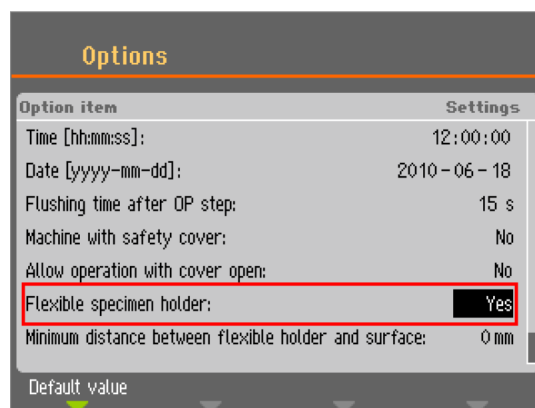 Options
Option item Settings
Time [hh:mm:ss]: 12:00:00
Date [yyyy-mm-dd]: 2010-06-18
Flushing time after OP step: 15 s
Machine with safety cover: No
Allow operation with cover open: No
Flexible specimen holder: Yes
Minimum distance between flexible holder and surface: 0 mm
Default value